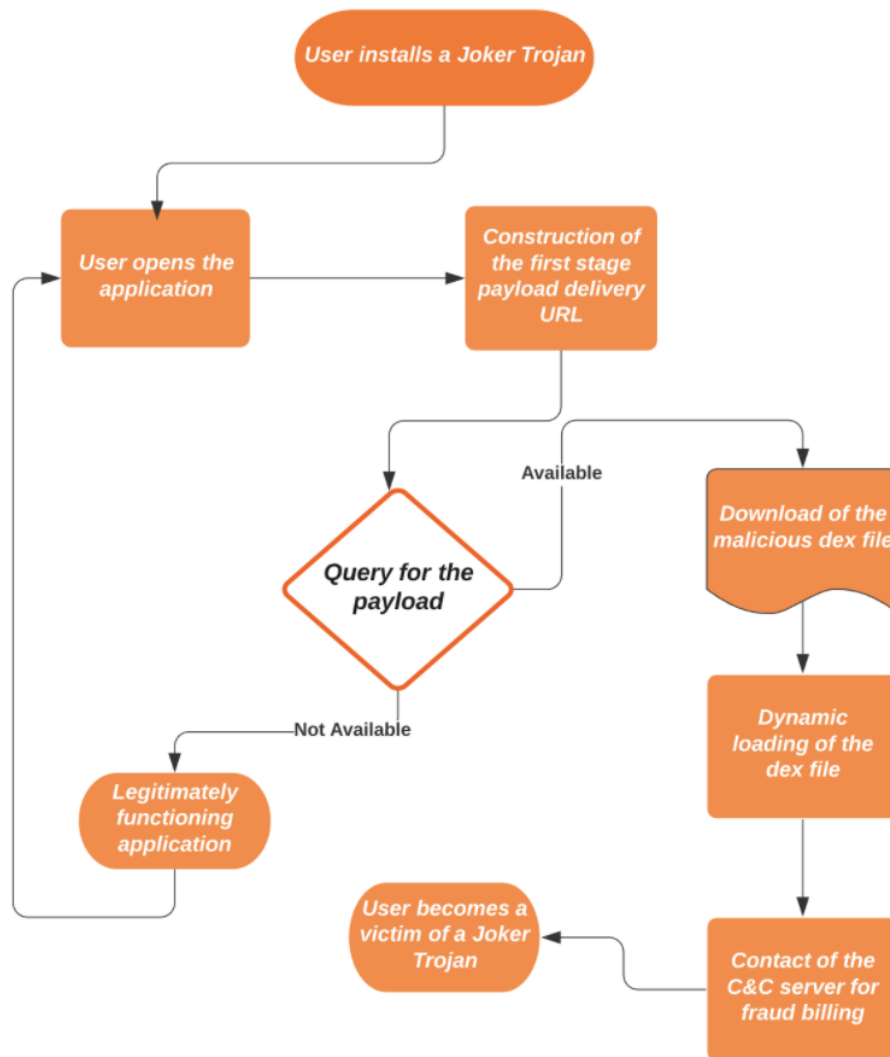 User installs a Joker Trojan
User opens the
application
Construction of
the first stage
payload delivery
URL
Available
Download of the
malicious dex file
Query for the
payload
Dynamic
loading of the
dex file
Not Available
Legitimately
functioning
application
User becomes a
victim of a Joker
Trojan
Contact of the
C&C server for
fraud billing